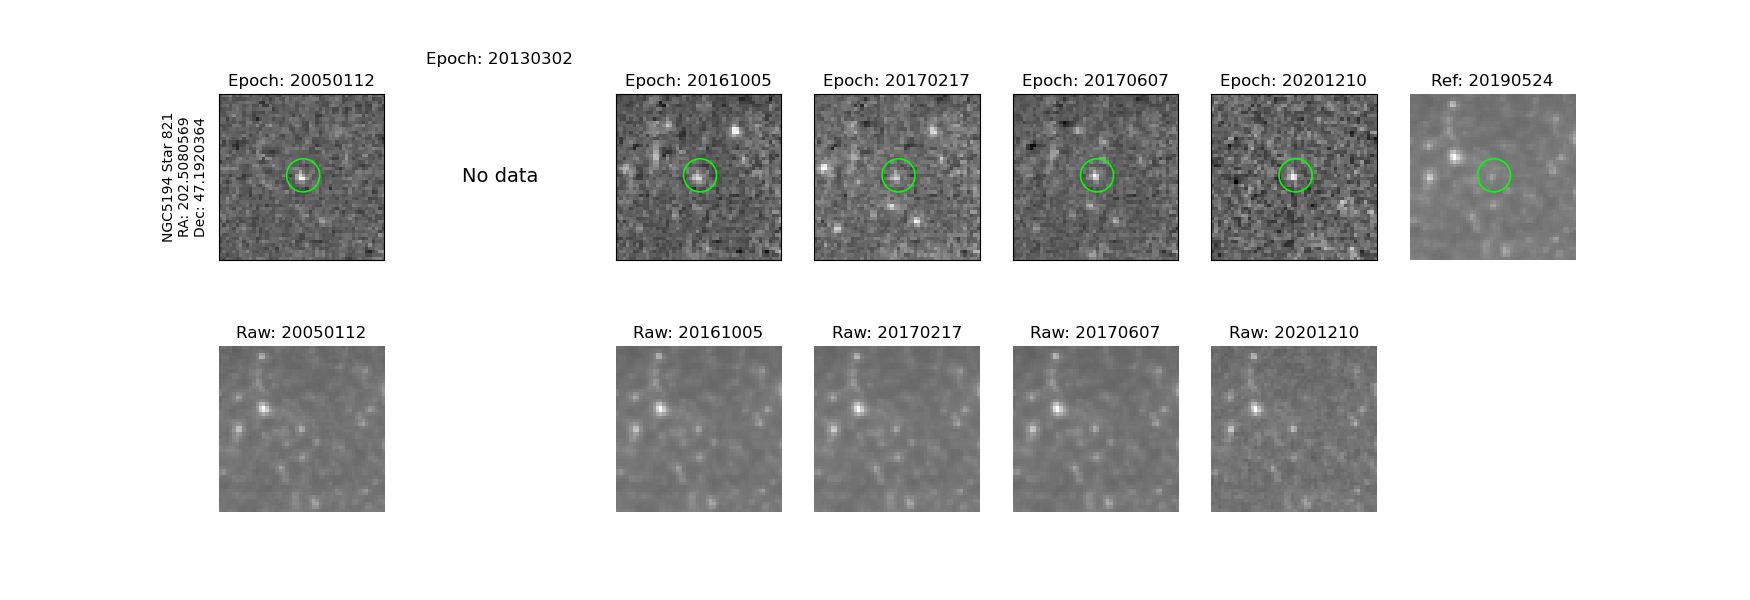 Epoch: 20130302
Epoch: 20050112
Epoch: 20161005
Epoch: 20170217
Epoch: 20170607
Epoch: 20201210
Ref: 20190524
NGC5194 Star 821
RA: 202.5080569
Dec: 47.19203364
No data
Raw: 20050112
Raw: 20161005
Raw: 20170217
Raw: 20170607
Raw: 20201210